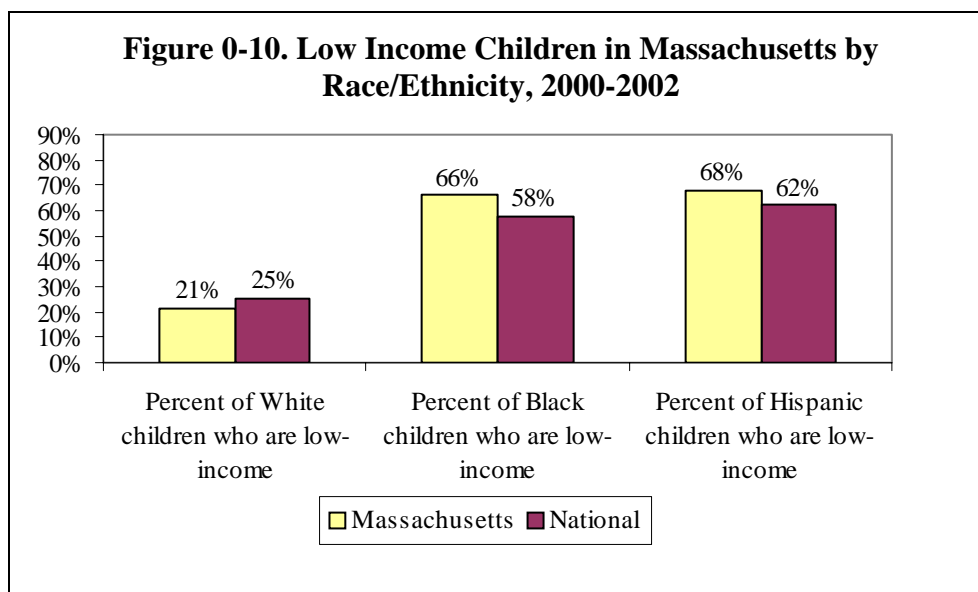 Figure 0-10. Low Income Children in Massachusetts by
Race/Ethnicity, 2000-2002
90%
80%
70%
60%
50%
40%
30%
20%
10%
0%
21%
25%
66%
58%
68%
62%
Percent of White
children who are low-
income
Percent of Black
children who are low-
income
Percent of Hispanic
children who are low-
income
Massachusetts
National